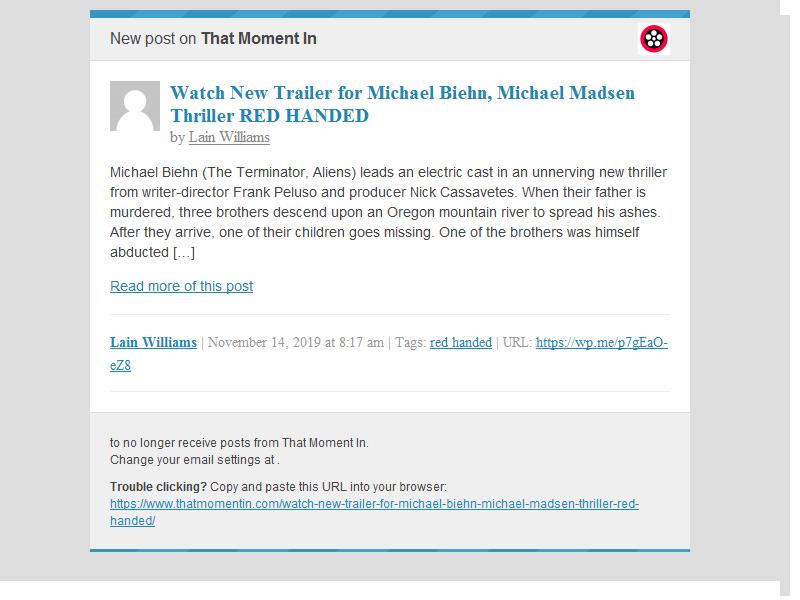 New post on That Moment In
Watch New Trailer for Michael Biehn, Michael Madsen
Thriller RED HANDED
by Lain Williams
Michael Biehn (The Terminator, Aliens) leads an electric cast in an unnerving new thriller
from writer-director Frank Peluso and producer Nick Cassavetes. When their father is
murdered, three brothers descend upon an Oregon mountain river to spread his ashes.
After they arrive, one of their children goes missing. One of the brothers was himself
abducted […]
Read more of this post
Lain Williams | November 14, 2019 at 8:17 am | Tags: red handed | URL: https://wp.me/p7gEaO-
eZ8
to no longer receive posts from That Moment In.
Change your email settings at .
Trouble clicking? Copy and paste this URL into your browser:
https://www.thatmomentin.com/watch-new-trailer-for-michael-biehn-michael-madsen-thriller-red-
handed/